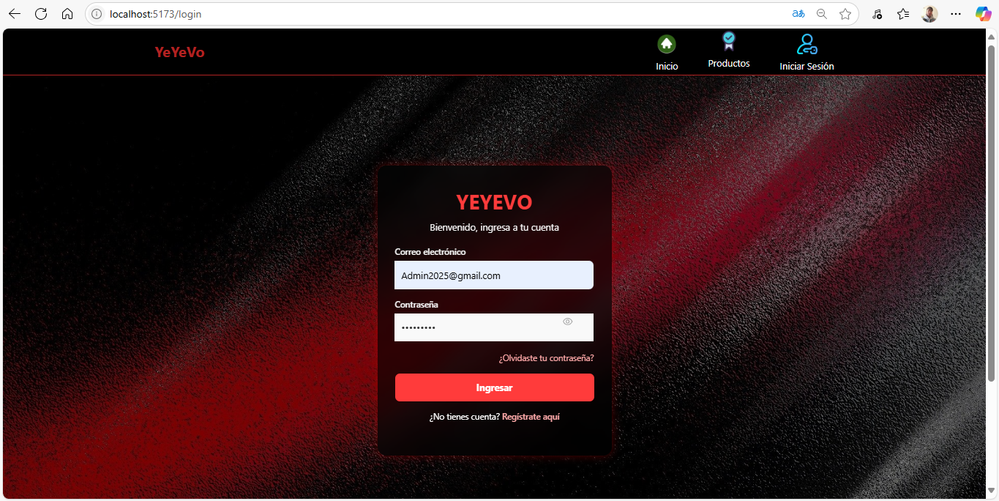 localhost:5173/login
YeYeVo
Inicio
Productos
Iniciar Sesión
YEYEVO
Bienvenido, ingresa a tu cuenta
Correo electrónico
Admin2025@gmail.com
Contraseña
•••••••••
¿Olvidaste tu contraseña?
Ingresar
¿No tienes cuenta? Regístrate aquí